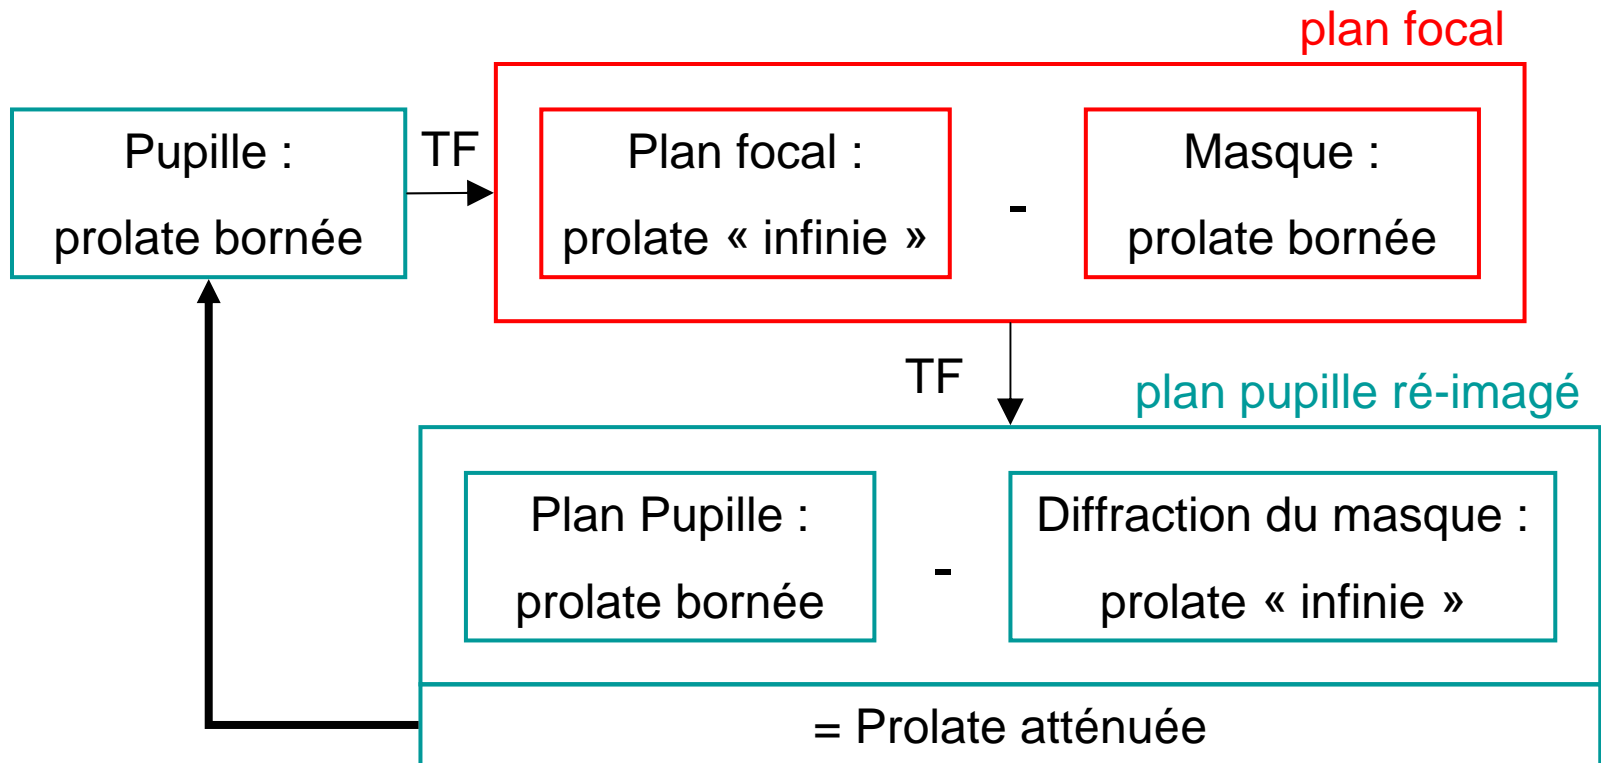 plan focal
Pupille :
prolate bornée
TF
Plan focal :
prolate « infinie »
-
Masque :
prolate bornée
TF
plan pupille ré-imagé
Plan Pupille :
prolate bornée
-
Diffraction du masque :
prolate « infinie »
= Prolate atténuée